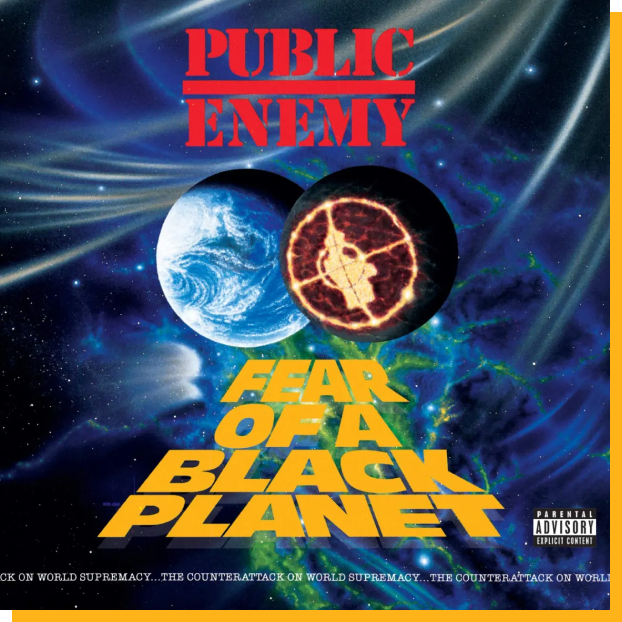 PUBLIC
ENEMY
FEAR
OF A
BLACK
PLANET
PARENTAL
ADVISORY
EXPLICIT CONTENT
CK ON WORLD SUPREMACY...THE COUNTERATTACK ON WORLD SUPREMACY...THE COUNTERATTACK ON WORL